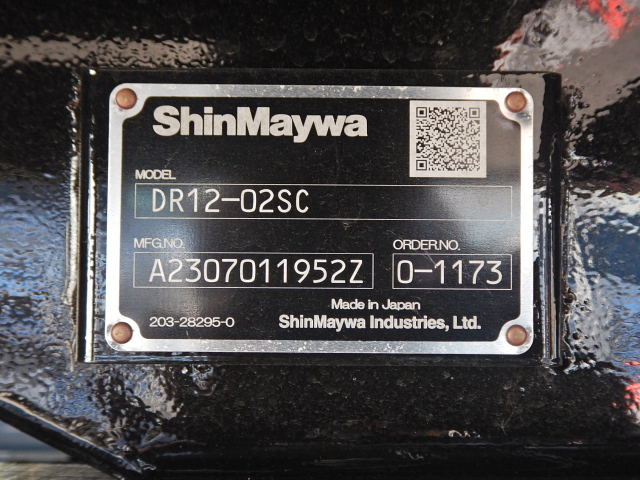 ShinMaywa
MODEL
DR12-02SC
MFG.NO. ORDER.NO.
A2307011952Z 0-1173
Made in Japan
203-28295-0 ShinMaywa Industries, Ltd.